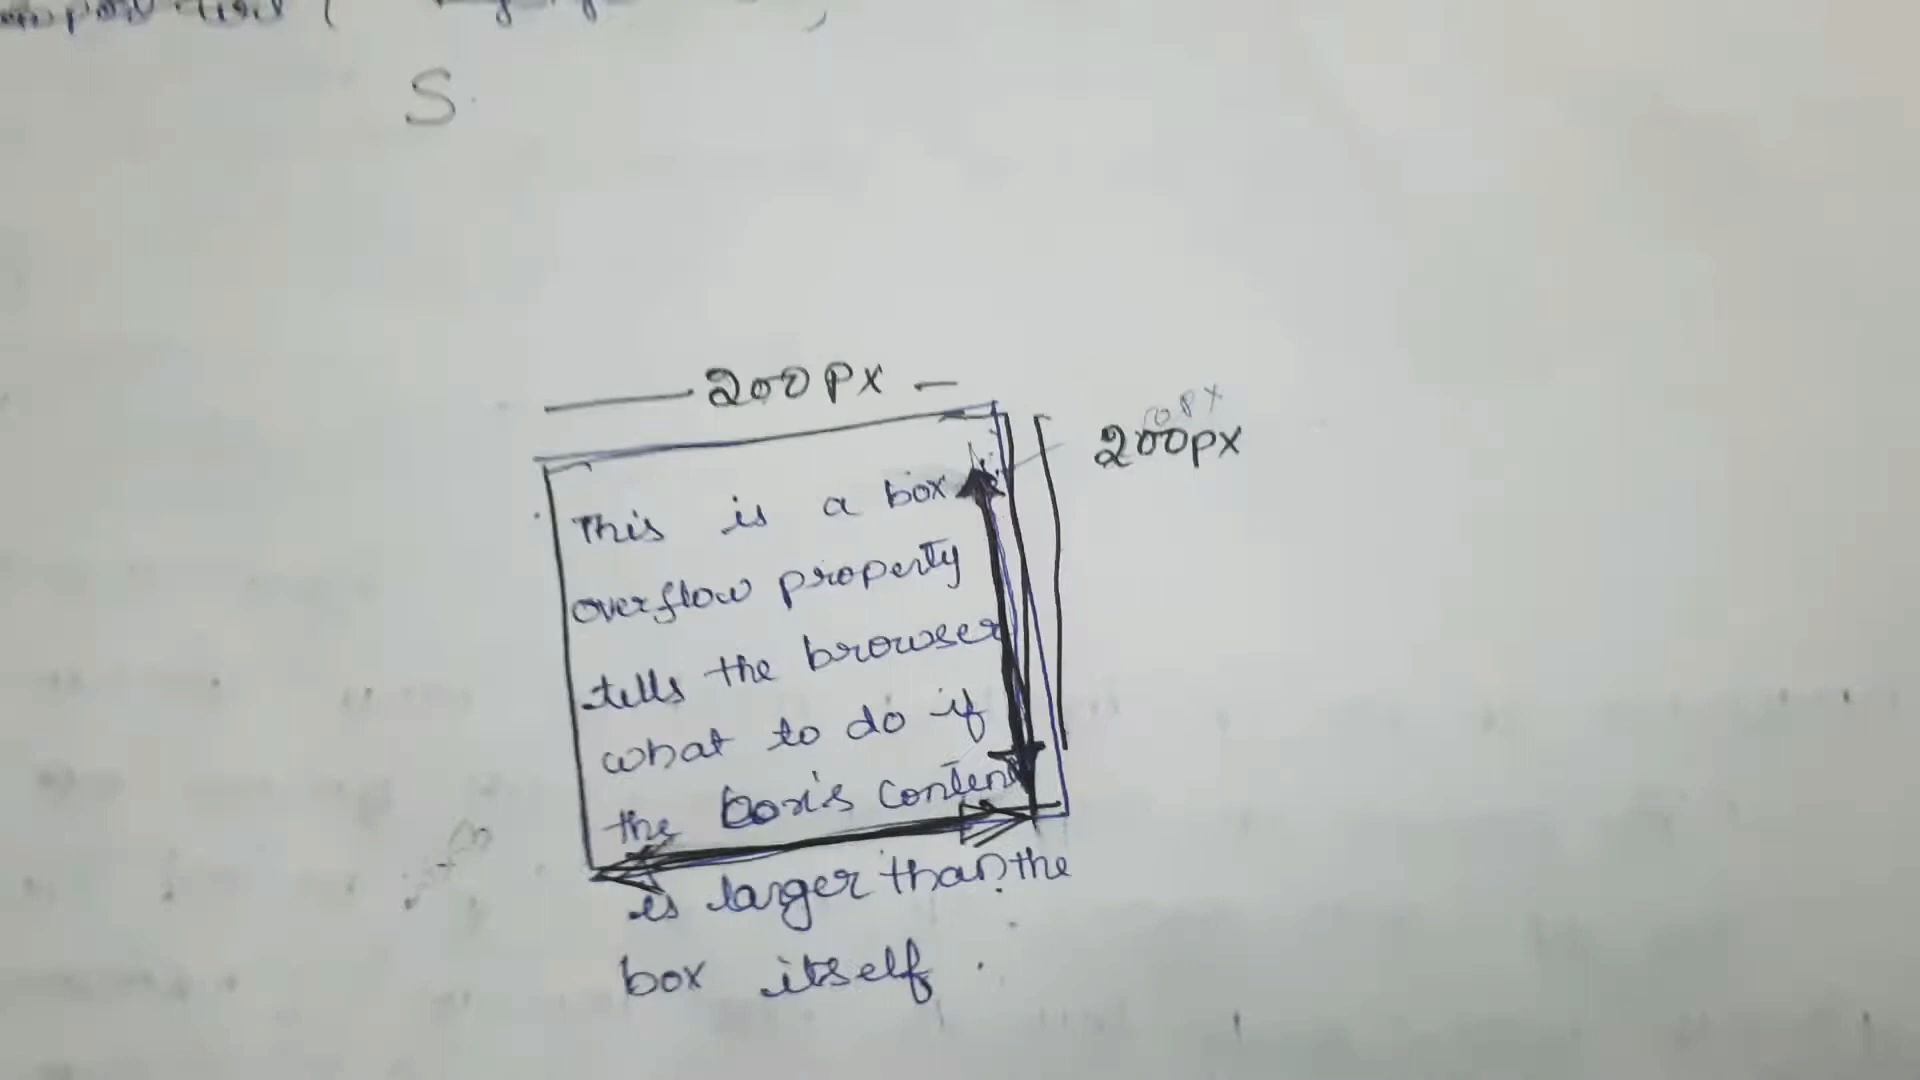 S
200PX
200PX
This is a box
overflow property
tells the browser
what to do if
the box's content
is larger than the
box itself .